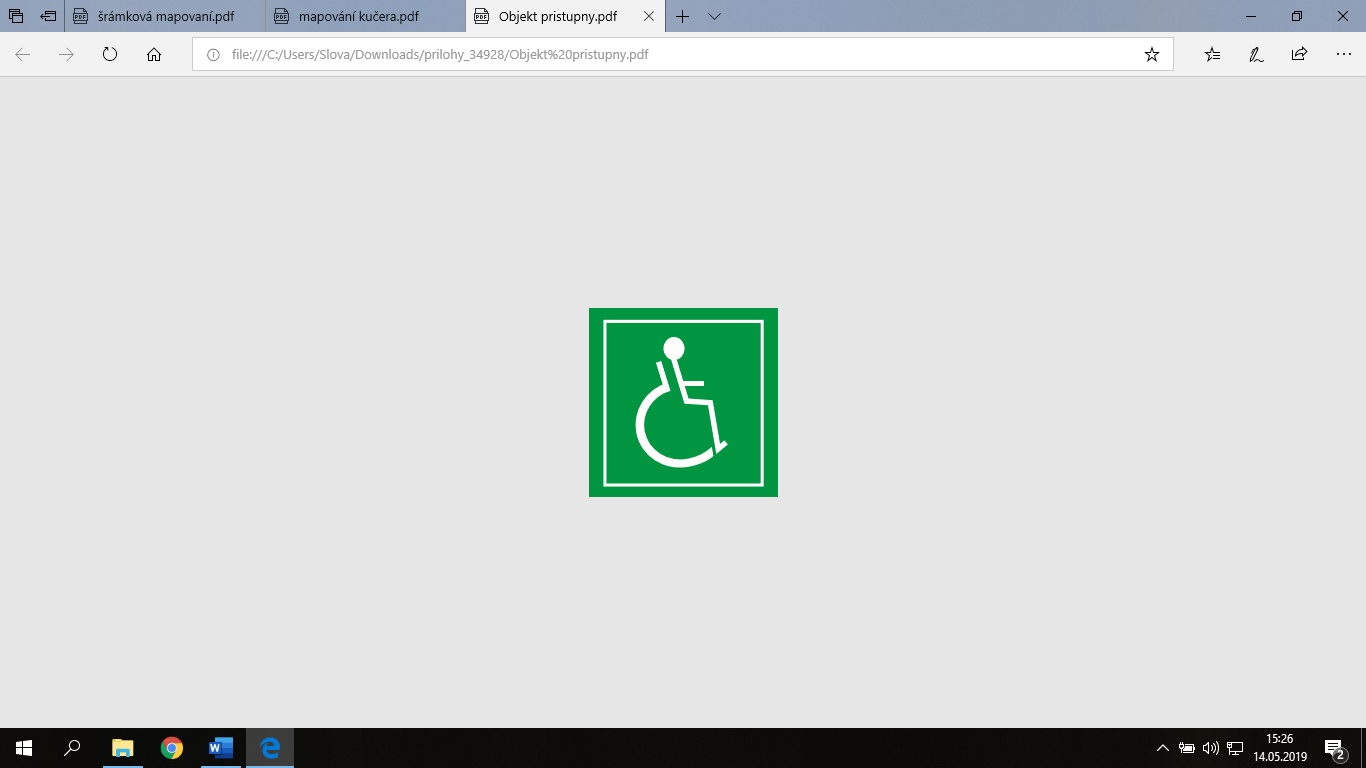 šrámková mapovaní.pdf
mapování kučera.pdf
Objekt pristupny.pdf
file:///C:/Users/Slova/Downloads/prilohy_34928/Objekt%20pristupny.pdf
15:26
14.05.2019
2